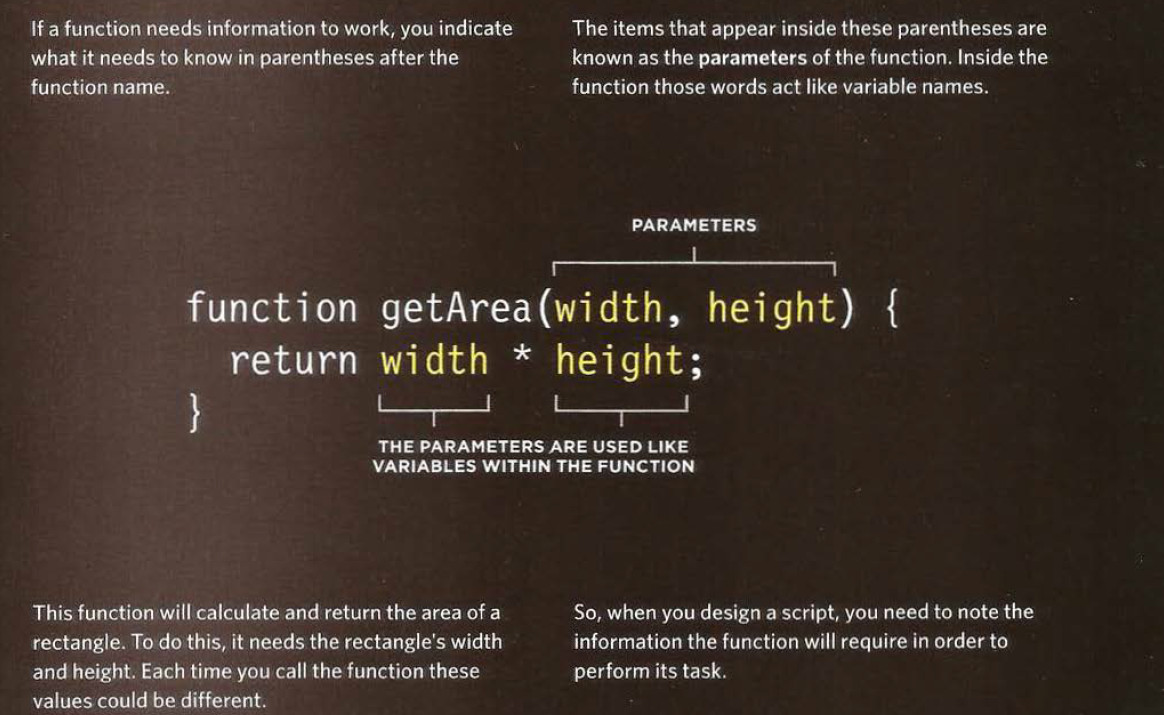 If a function needs information to work, you indicate
what it needs to know in parentheses after the
function name.
The items that appear inside these parentheses are
known as the parameters of the function. Inside the
function those words act like variable names.
PARAMETERS
function getArea(width, height) {
return width * height;
}
THE PARAMETERS ARE USED LIKE
VARIABLES WITHIN THE FUNCTION
This function will calculate and return the area of a
rectangle. To do this, it needs the rectangle's width
and height. Each time you call the function these
values could be different.
So, when you design a script, you need to note the
information the function will require in order to
perform its task.